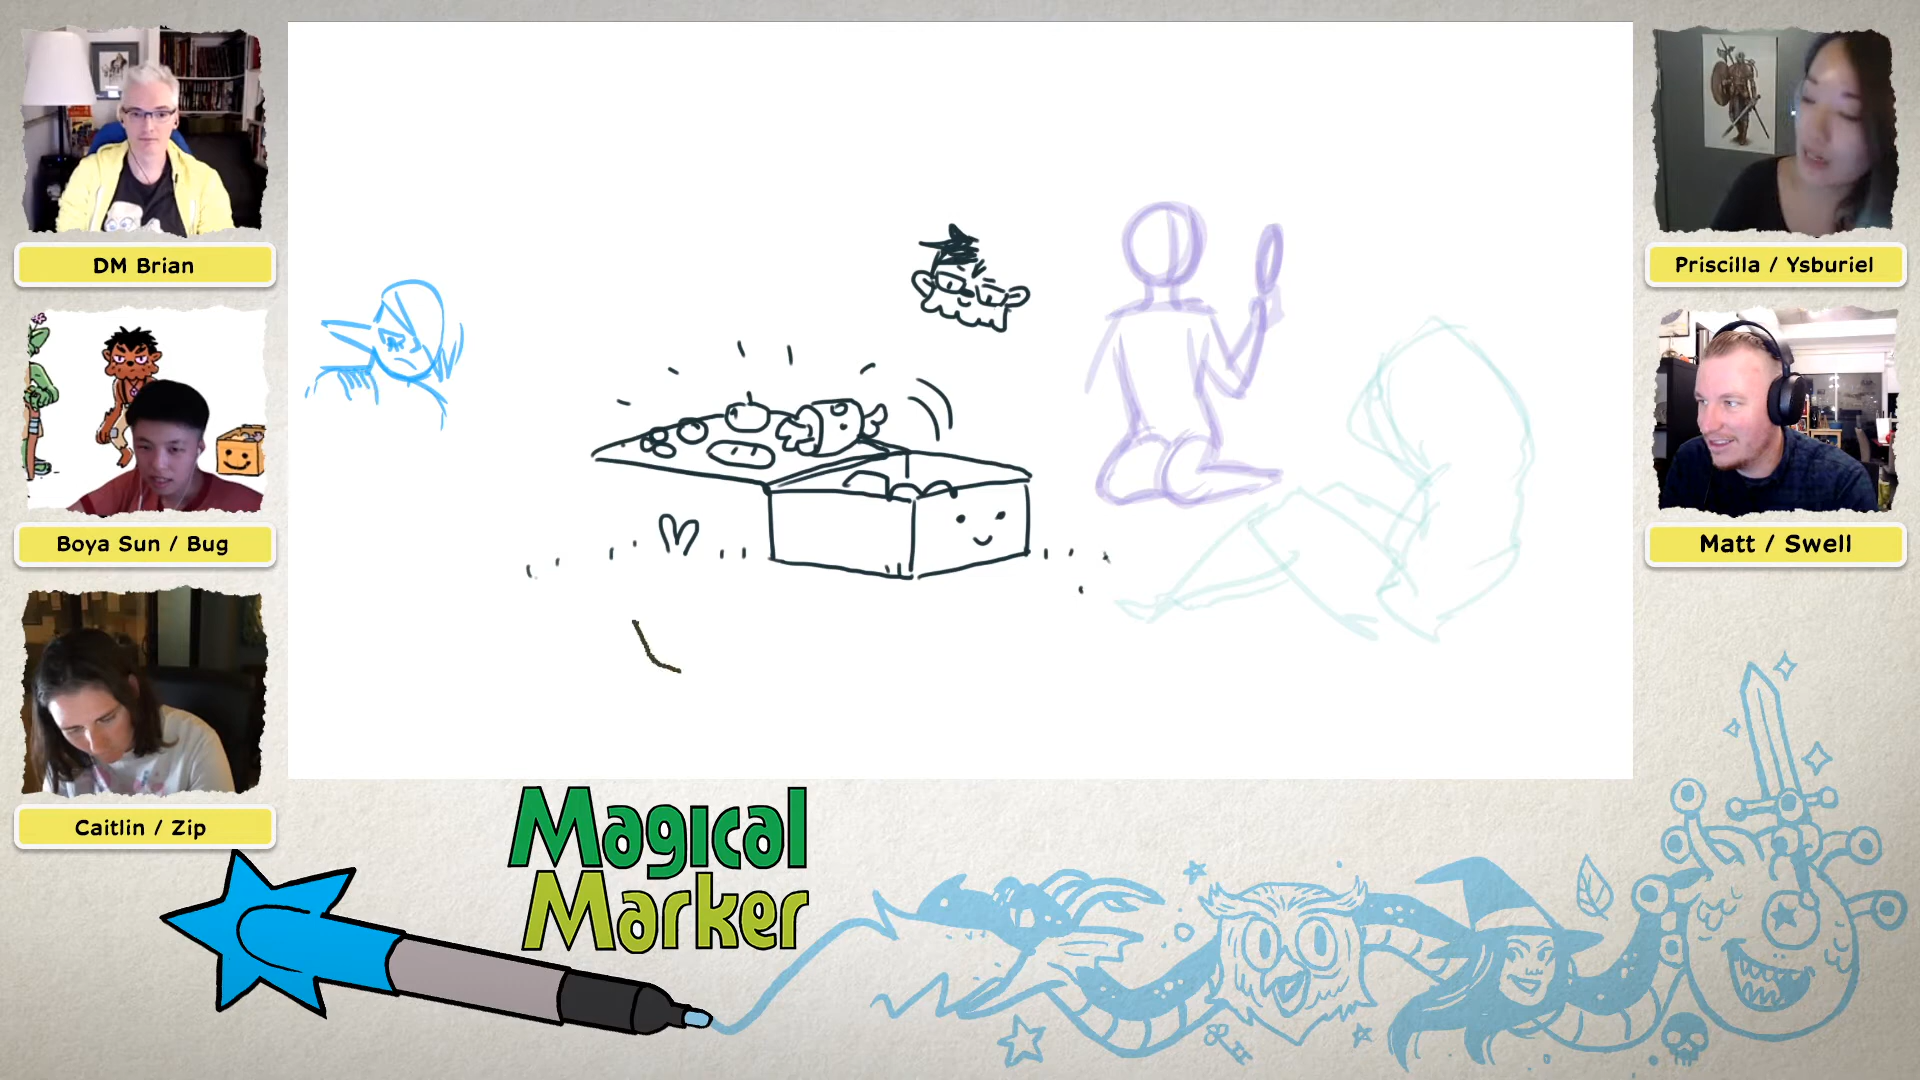 DM Brian
Boya Sun / Bug
Caitlin / Zip
Priscilla / Ysburiel
Matt / Swell
Magical
Marker